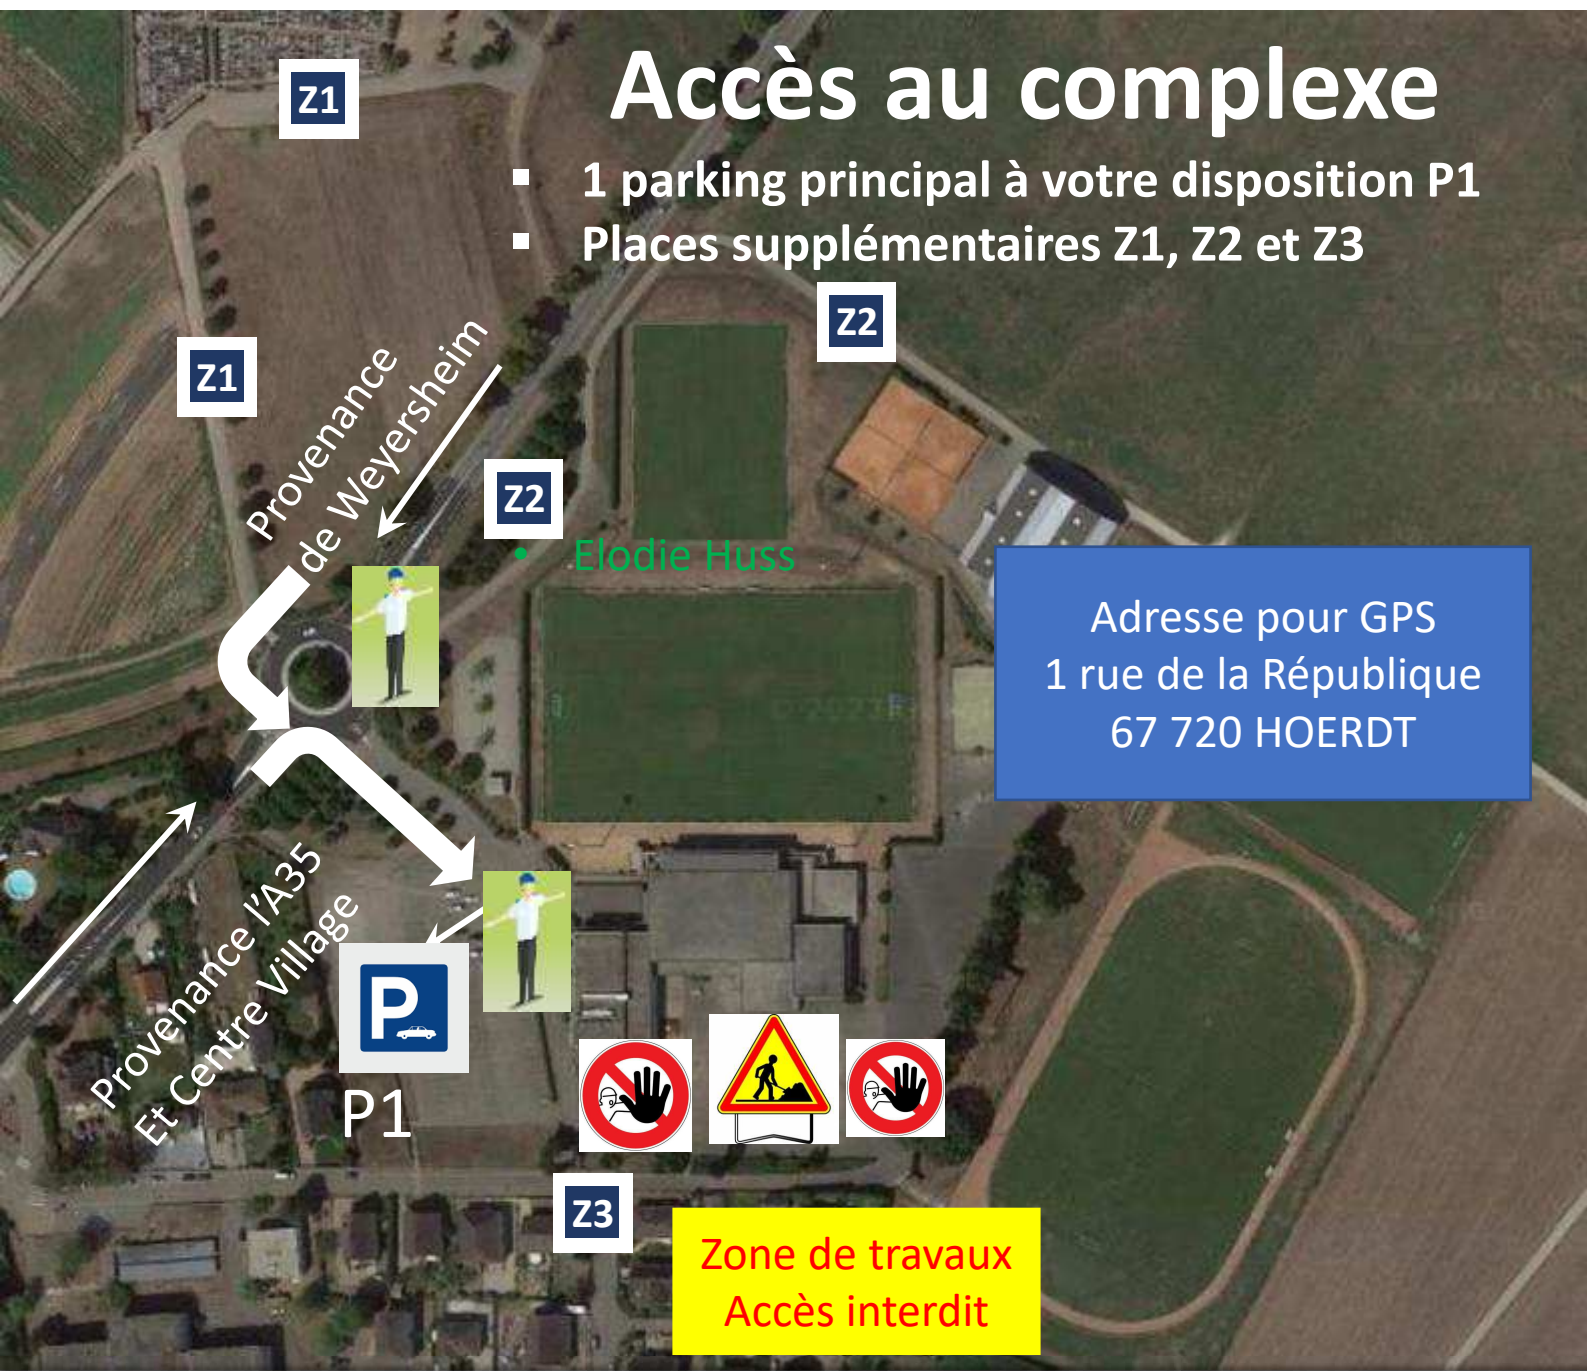 Accès au complexe
▪ 1 parking principal à votre disposition P1
▪ Places supplémentaires Z1, Z2 et Z3
Z1
Z2
Z1
Provenance
de Weyersheim
Z2
• Elodie Huss
Adresse pour GPS
1 rue de la République
67 720 HOERDT
Provenance l'A35
Et Centre Village
P
P1
Z3
Zone de travaux
Accès interdit